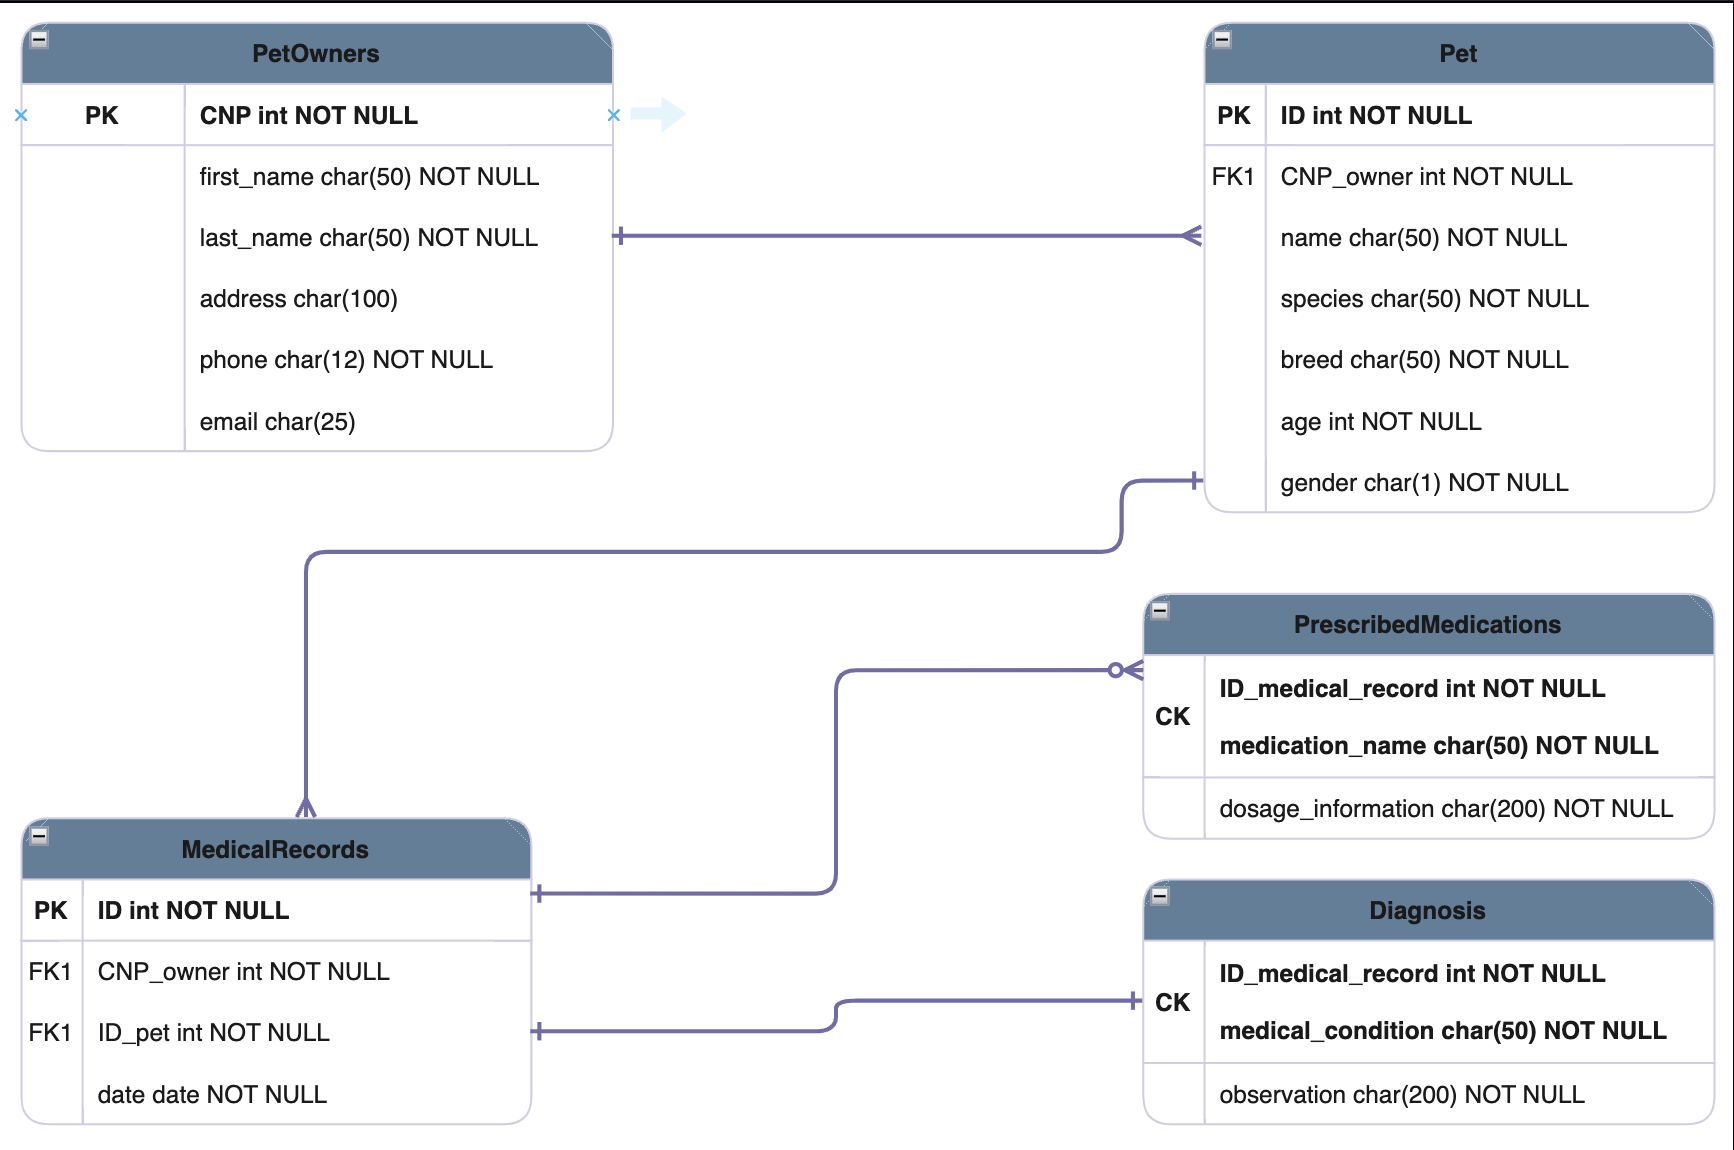 PetOwners
PK CNP int NOT NULL
first_name char(50) NOT NULL
last_name char(50) NOT NULL
address char(100)
phone char(12) NOT NULL
email char(25)
Pet
PK ID int NOT NULL
FK1 CNP_owner int NOT NULL
name char(50) NOT NULL
species char(50) NOT NULL
breed char(50) NOT NULL
age int NOT NULL
gender char(1) NOT NULL
PrescribedMedications
CK
ID_medical_record int NOT NULL
medication_name char(50) NOT NULL
dosage_information char(200) NOT NULL
MedicalRecords
PK ID int NOT NULL
FK1 CNP_owner int NOT NULL
FK1 ID_pet int NOT NULL
date date NOT NULL
Diagnosis
CK
ID_medical_record int NOT NULL
medical_condition char(50) NOT NULL
observation char(200) NOT NULL